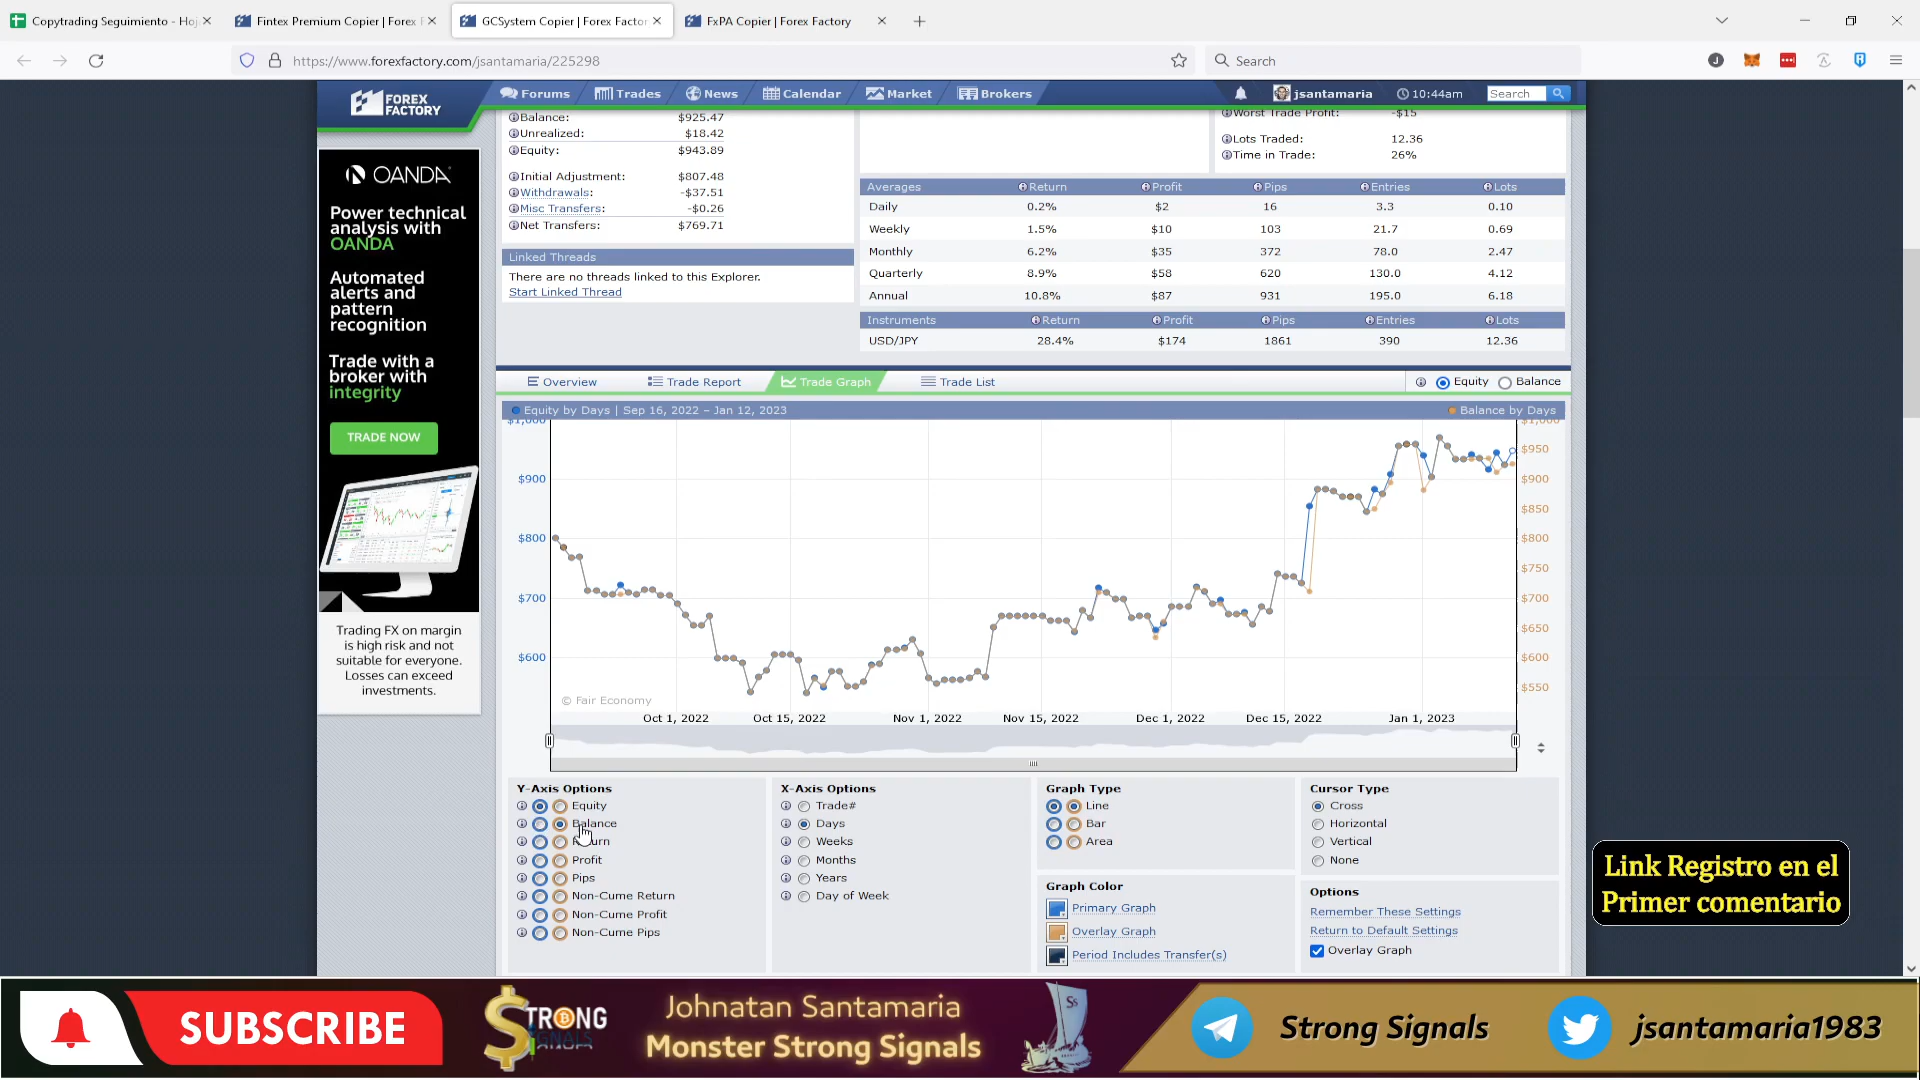 Copytrading Seguimiento - Hoj
Fintex Premium Copier | Forex F
GCSystem Copier | Forex Factor
FxPA Copier | Forex Factory
https://www.forexfactory.com/jsantamaria/225298
Search
FOREX
FACTORY
Forums
Trades
News
Calendar
Market
Brokers
jsantamaria
10:44am
Search
Balance: $925.47
Unrealized: $18.42
Equity: $943.89
Initial Adjustment: $807.48
Withdrawals: -$37.51
Misc Transfers: -$0.26
Net Transfers: $769.71
Linked Threads
There are no threads linked to this Explorer.
Start Linked Thread
Worst Trade Profit: -$15
Lots Traded: 12.36
Time in Trade: 26%
Averages Return Profit Pips Entries Lots
Daily 0.2% $2 16 3.3 0.10
Weekly 1.5% $10 103 21.7 0.69
Monthly 6.2% $35 372 78.0 2.47
Quarterly 8.9% $58 620 130.0 4.12
Annual 10.8% $87 931 195.0 6.18
Instruments Return Profit Pips Entries Lots
USD/JPY 28.4% $174 1861 390 12.36
OANDA
Power technical
analysis with
OANDA
Automated
alerts and
pattern
recognition
Trade with a
broker with
integrity
TRADE NOW
Trading FX on margin
is high risk and not
suitable for everyone.
Losses can exceed
investments.
Overview
Trade Report
Trade Graph
Trade List
Equity Balance
Equity by Days | Sep 16, 2022 – Jan 12, 2023
Balance by Days
$1,000
$900
$800
$700
$600
$1,000
$950
$900
$850
$800
$750
$700
$650
$600
$550
© Fair Economy
Oct 1, 2022 Oct 15, 2022 Nov 1, 2022 Nov 15, 2022 Dec 1, 2022 Dec 15, 2022 Jan 1, 2023
Y-Axis Options
Equity
Balance
Return
Profit
Pips
Non-Cume Return
Non-Cume Profit
Non-Cume Pips
X-Axis Options
Trade#
Days
Weeks
Months
Years
Day of Week
Graph Type
Line
Bar
Area
Graph Color
Primary Graph
Overlay Graph
Period Includes Transfer(s)
Cursor Type
Cross
Horizontal
Vertical
None
Options
Remember These Settings
Return to Default Settings
Overlay Graph
Link Registro en el
Primer comentario
SUBSCRIBE
STRONG
SIGNALS
Johnatan Santamaria
Monster Strong Signals
Ss
Strong Signals
jsantamaria1983